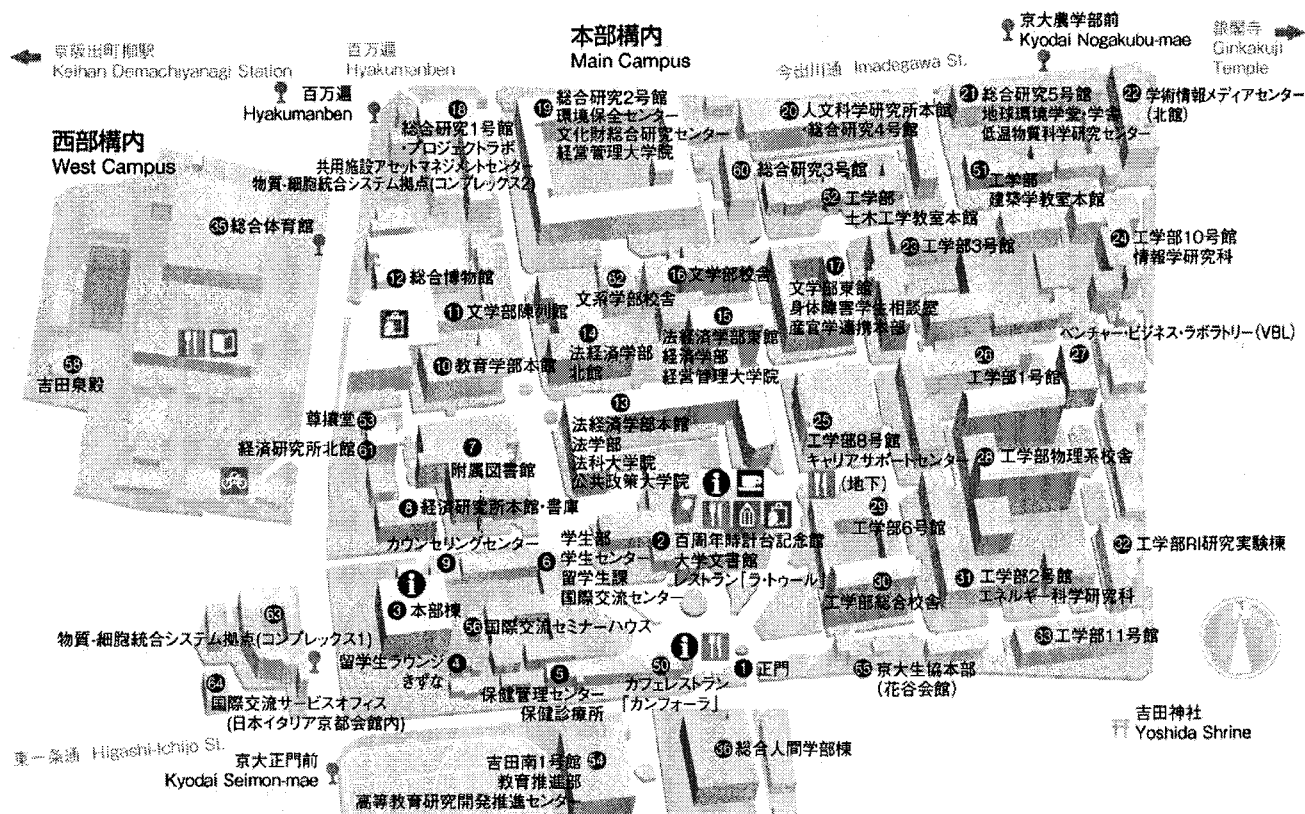 本部構内
Main Campus
京阪出町柳駅
Keihan Demachiyanagi Station
百万遍
Hyakumanben
百万遍
Hyakumanben
今出川通 Imadegawa St.
京大農学部前
Kyodai Nogakubu-mae
銀閣寺
Ginkakuji
Temple
西部構内
West Campus
18
総合研究1号館
・プロジェクトラボ
共用施設アセットマネジメントセンター
物質-細胞統合システム拠点(コンプレックス2)
19 総合研究2号館
環境保全センター
文化財総合研究センター
経営管理大学院
20 人文科学研究所本館
・総合研究4号館
21 総合研究5号館
地球環境学堂・学舎
低温物質科学研究センター
22 学術情報メディアセンター
(北館)
60 総合研究3号館
52 工学部
土木工学教室本館
51
工学部
建築学教室本館
35 総合体育館
23 工学部3号館
24 工学部10号館
情報学研究科
12 総合博物館
62
文系学部校舎
16 文学部校舎
17
文学部東館
身体障害学生相談室
産官学連携本部
11 文学部陳列館
14
法経済学部
北館
15
法経済学部東館
経済学部
経営管理大学院
ベンチャー・ビジネス・ラボラトリー(VBL)
27
26
工学部1号館
58
吉田泉殿
10 教育学部本館
13
法経済学部本館
法学部
法科大学院
公共政策大学院
尊攘堂 53
経済研究所北館 61
7
附属図書館
25
工学部8号館
キャリアサポートセンター
(地下)
28 工学部物理系校舎
8 経済研究所本館・書庫
29
工学部6号館
カウンセリングセンター
9
6
学生部
学生センター
留学生課
国際交流センター
2 百周年時計台記念館
大学文書館
レストラン「ラ・トゥール」
32 工学部RI研究実験棟
3 本部棟
30
工学部総合校舎
31 工学部2号館
エネルギー科学研究科
63
物質-細胞統合システム拠点(コンプレックス1)
56 国際交流セミナーハウス
33 工学部11号館
留学生ラウンジ 4
きずな
5
保健管理センター
保健診療所
50
カフェレストラン
「カンフォーラ」
1 正門
55 京大生協本部
(花谷会館)
64
国際交流サービスオフィス
(日本イタリア京都会館内)
吉田神社
Yoshida Shrine
東一条通 Higashi-Ichijo St.
京大正門前
Kyodai Seimon-mae
吉田南1号館 54
教育推進部
高等教育研究開発推進センター
36 総合人間学部棟